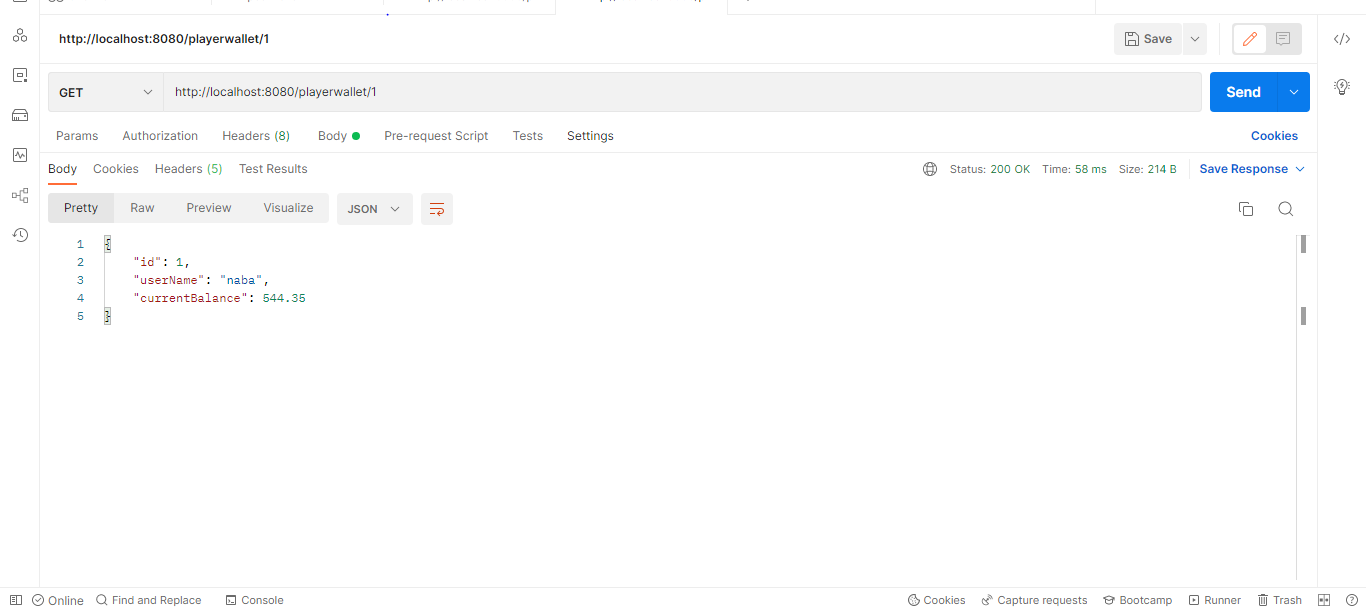 http://localhost:8080/playerwallet/1
Save
GET
http://localhost:8080/playerwallet/1
Send
Params Authorization Headers (8) Body Pre-request Script Tests Settings Cookies
Body Cookies Headers (5) Test Results Status: 200 OK Time: 58 ms Size: 214 B Save Response
Pretty Raw Preview Visualize JSON
1 {
2 "id": 1,
3 "userName": "naba",
4 "currentBalance": 544.35
5 }
Online Find and Replace Console Cookies Capture requests Bootcamp Runner Trash